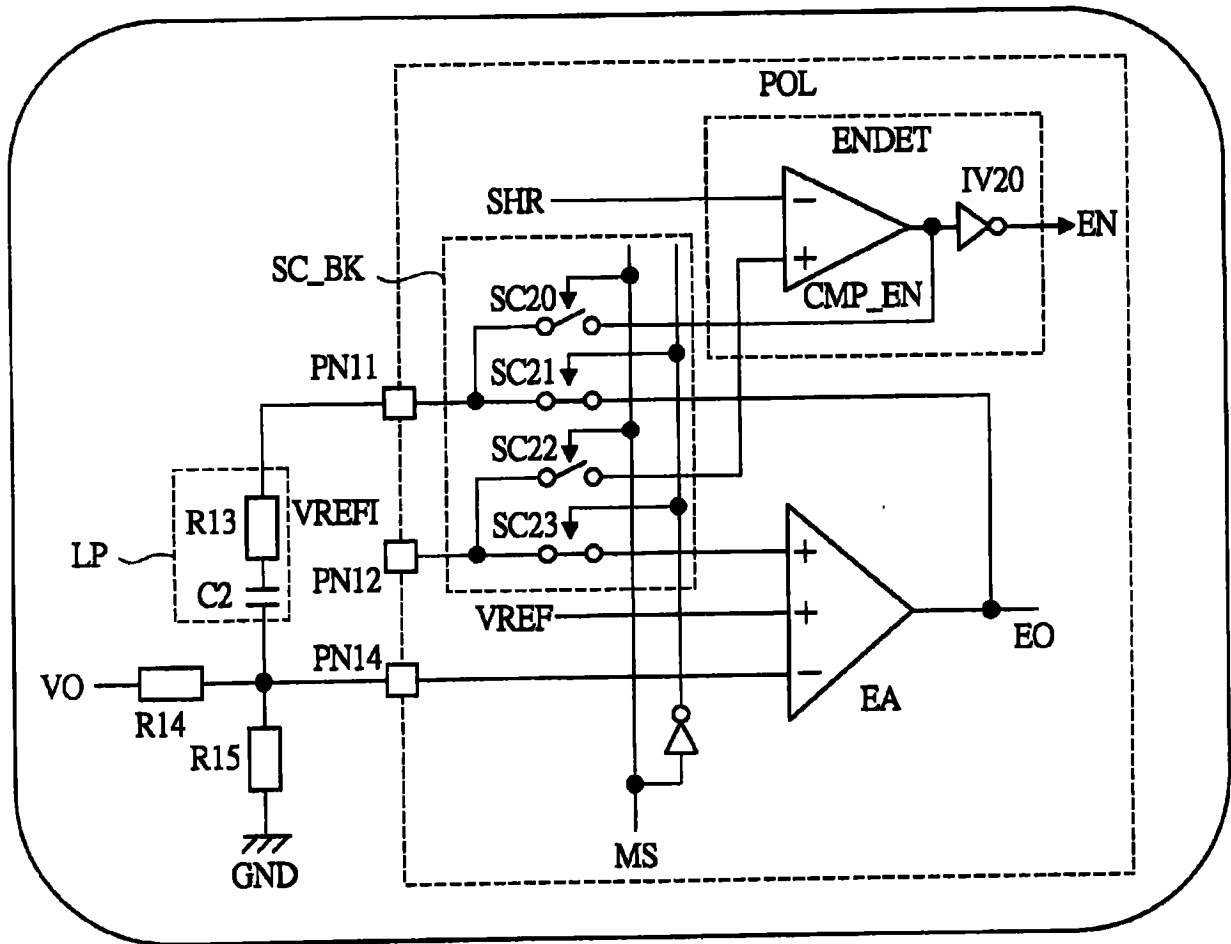 POL
ENDET
IV20
SHR
−
EN
SC_BK
SC20
+
CMP_EN
PN11
SC21
SC22
R13
VREFI
SC23
LP
+
C2
PN12
VREF
+
EO
PN14
VO
−
EA
R14
R15
MS
GND